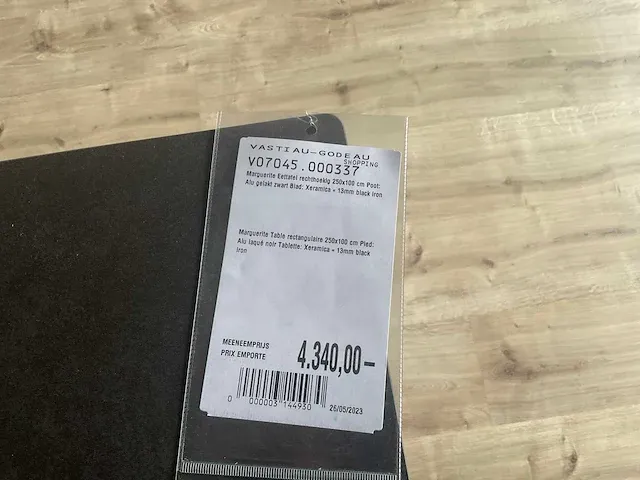 VASTIAU-GODEAU
SHOPPING
V07045.000337
Marguerite Eettafel rechthoekig 250x100 cm Poot:
Alu gelakt zwart Blad: Xeramica + 13mm black iron
Marguerite Table rectangulaire 250x100 cm Pied:
Alu laqué noir Tablette: Xeramica + 13mm black
iron
MEENEEMPRIJS
PRIX EMPORTE
4.340,00-
0 000003 144930
26/05/2023